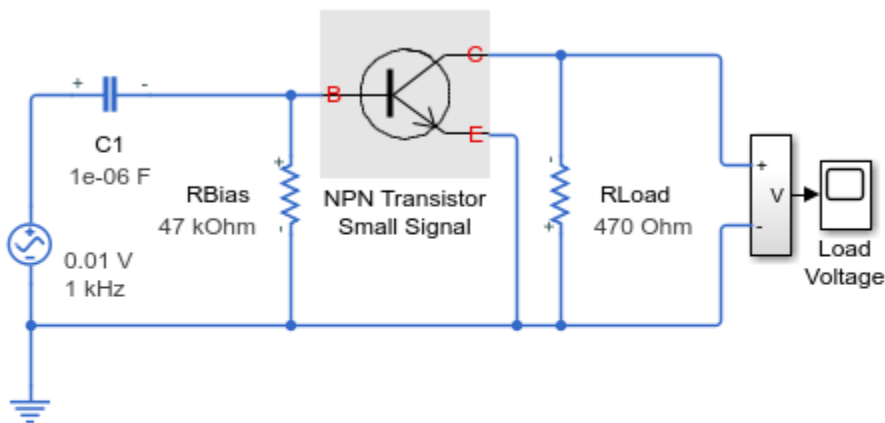 C
B
E
+
-
C1
1e-06 F
+
-
RBias
47 kOhm
NPN Transistor
Small Signal
-
+
RLoad
470 Ohm
+
V
-
Load
Voltage
+
-
0.01 V
1 kHz